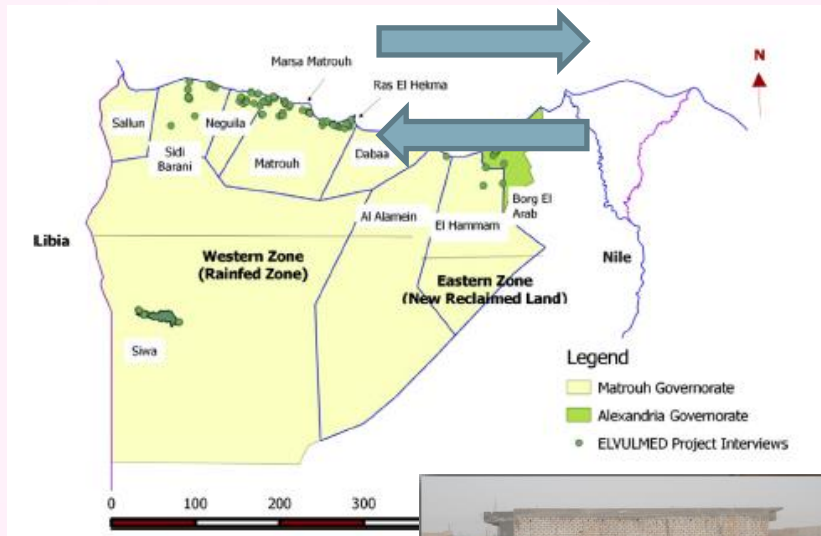 Marsa Matrouh
N
Ras El Hekma
Sallun
Neguila
Sidi
Barani
Matrouh
Dabaa
Borg El
Arab
Al Alamein
El Hammam
Libia
Western Zone
(Rainfed Zone)
Eastern Zone
(New Reclaimed Land)
Nile
Siwa
Legend
Matrouh Governorate
Alexandria Governorate
ELVULMED Project Interviews
0 100 200 300